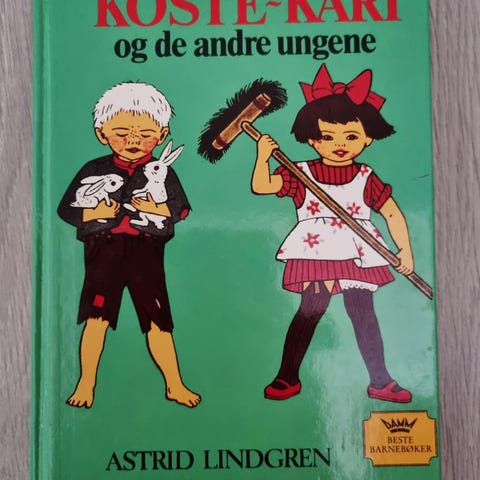 KOSTE-KARI
og de andre ungene
DAMM
BESTE
BARNEBØKER
ASTRID LINDGREN